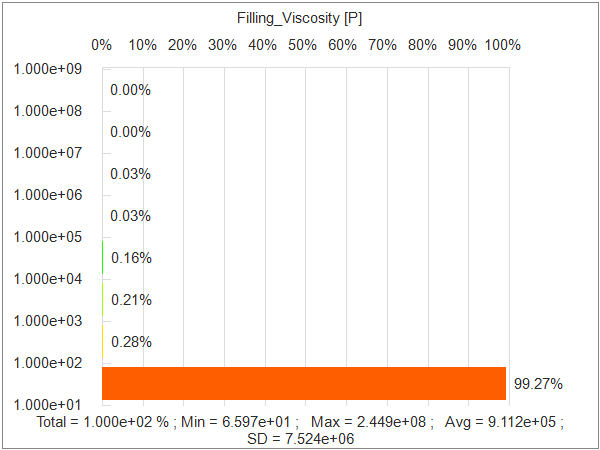 Filling_Viscosity [P]
0% 10% 20% 30% 40% 50% 60% 70% 80% 90% 100%
1.000e+09
0.00%
1.000e+08
0.00%
1.000e+07
0.03%
1.000e+06
0.03%
1.000e+05
0.16%
1.000e+04
0.21%
1.000e+03
0.28%
1.000e+02
99.27%
1.000e+01
Total = 1.000e+02 % ; Min = 6.597e+01 ; Max = 2.449e+08 ; Avg = 9.112e+05 ;
SD = 7.524e+06